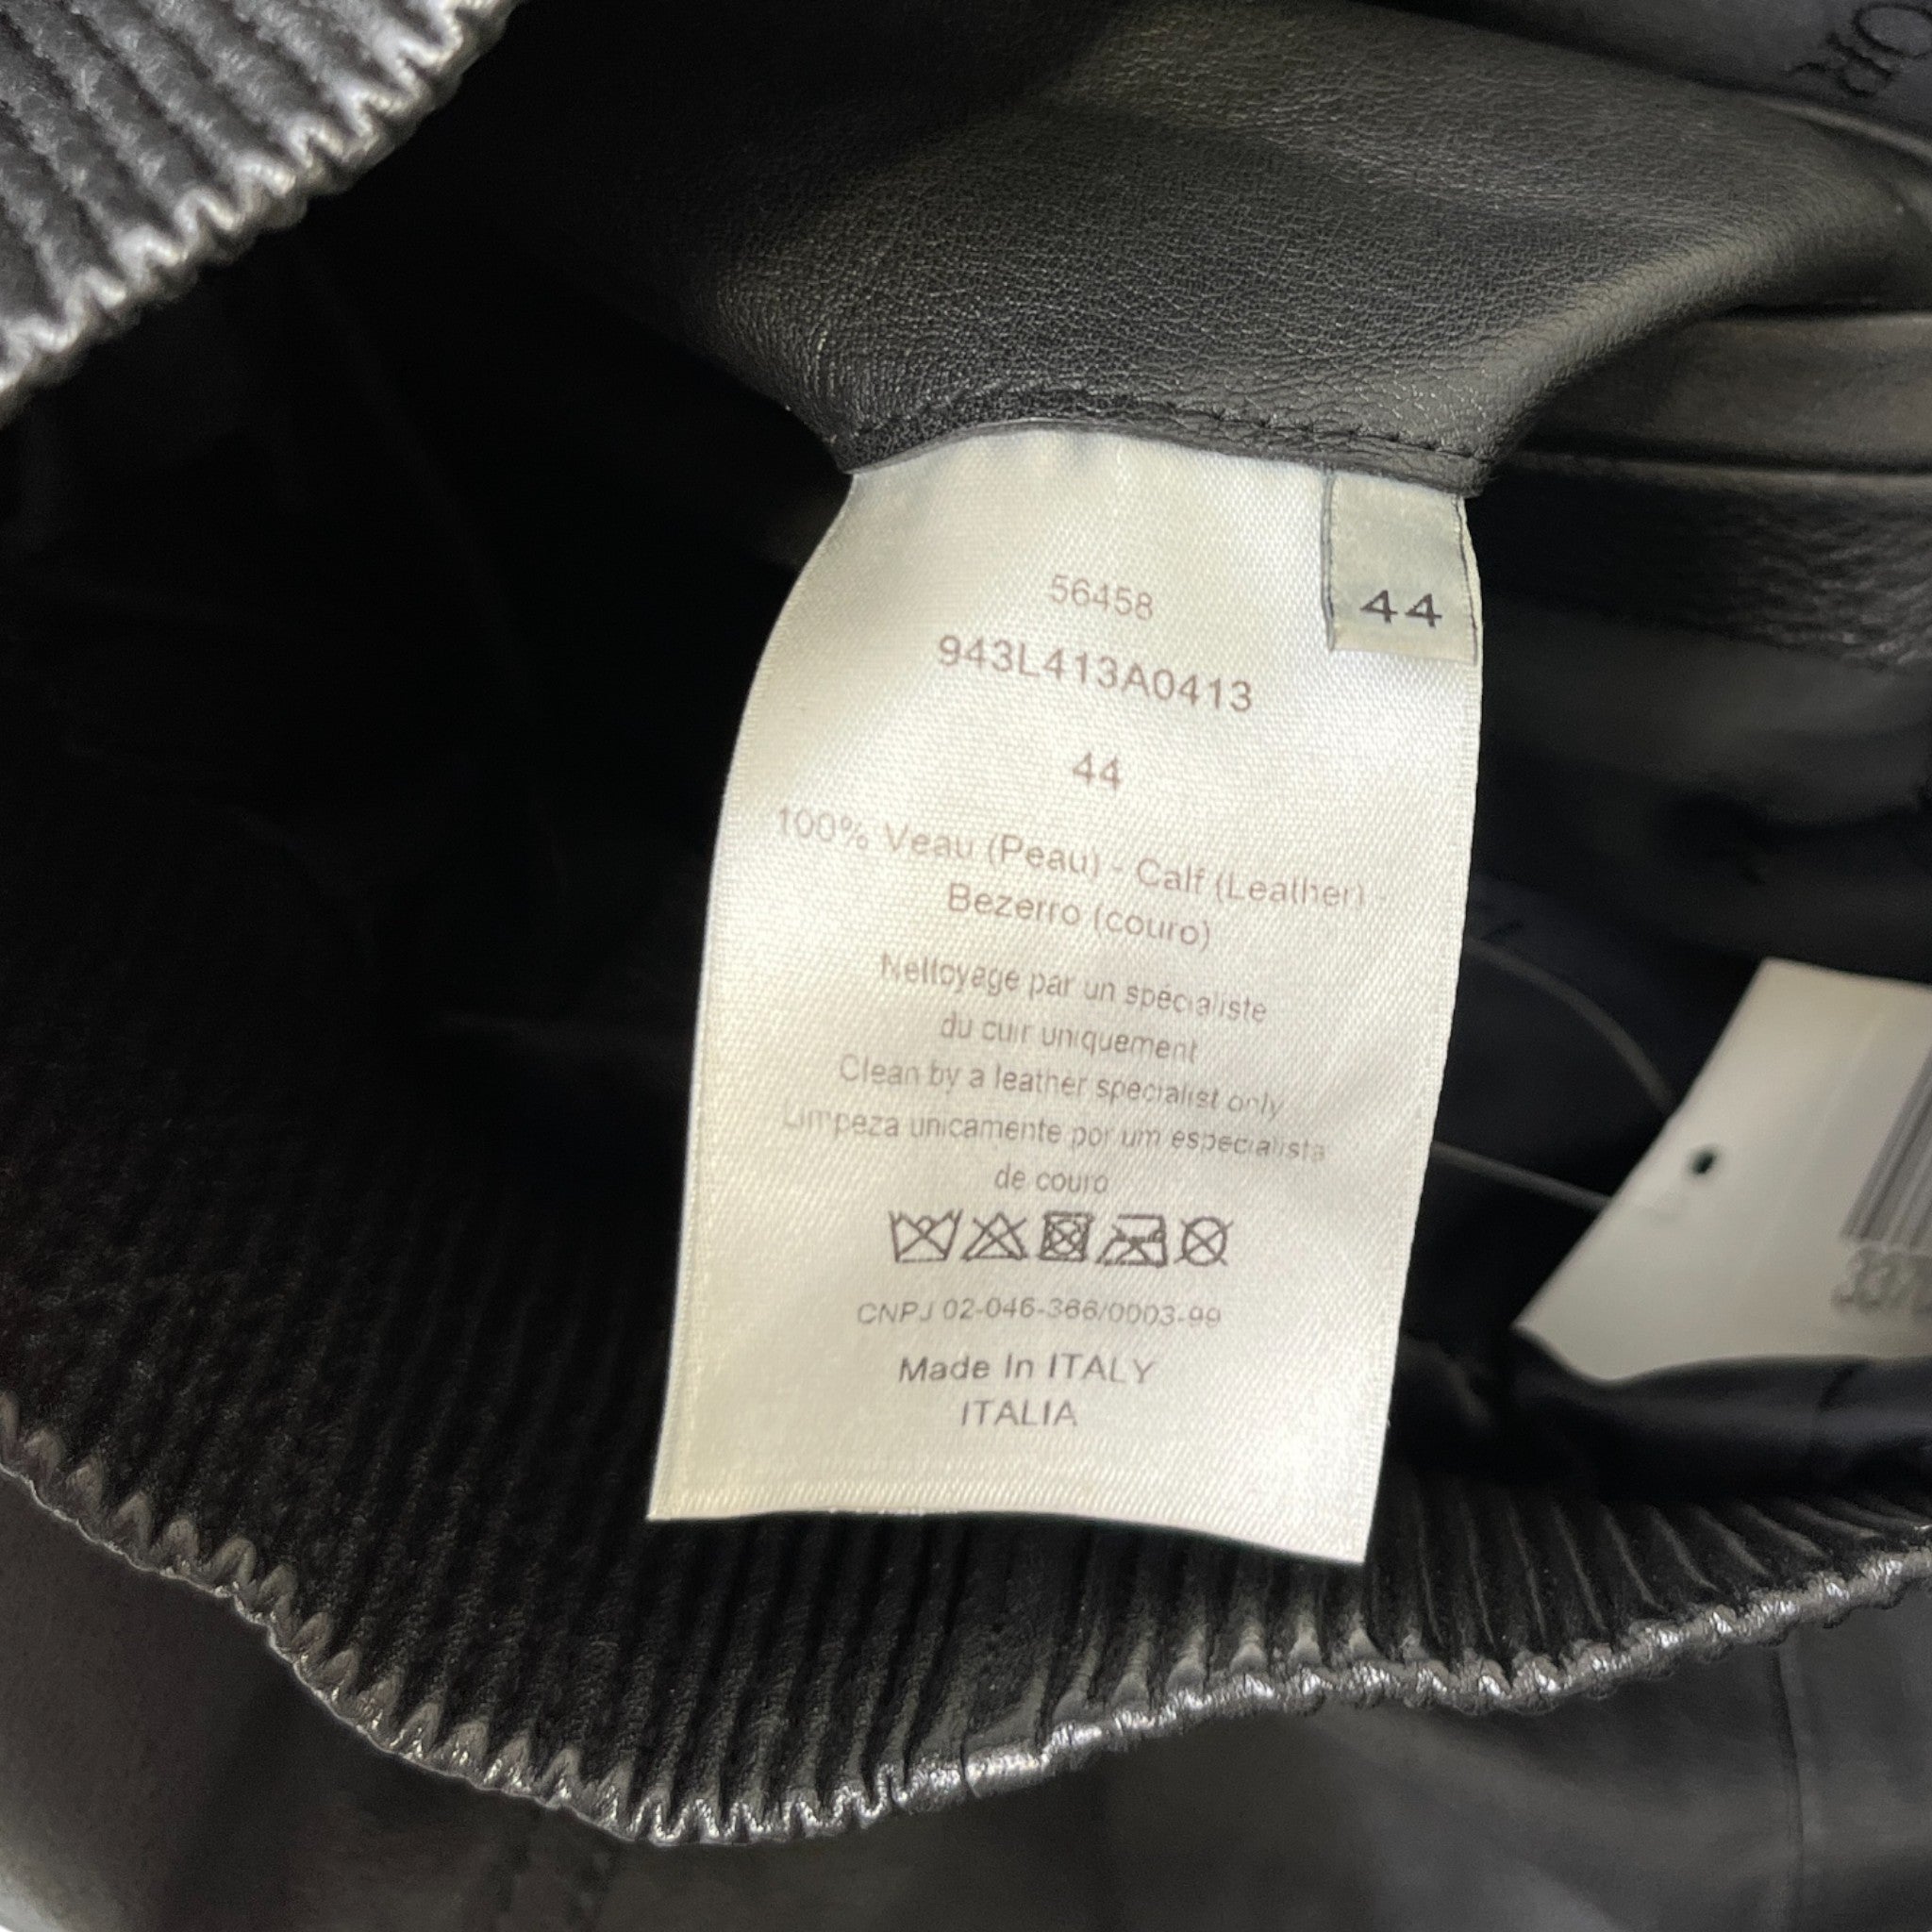 OR
44
56458
943L413A0413
44
100% Veau (Peau) - Calf (Leather) -
Bezerro (couro)
Nettoyage par un spécialiste
du cuir uniquement
Clean by a leather specialist only
Limpeza unicamente por um especialista
de couro
CNPJ 02-046-366/0003-99
Made In ITALY
ITALIA
337